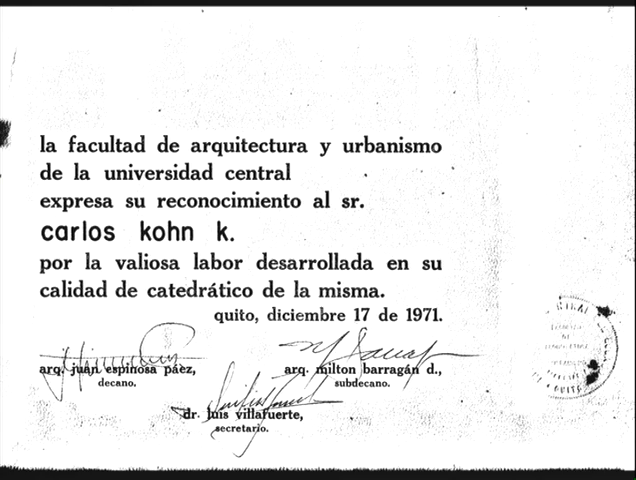 la facultad de arquitectura y urbanismo
de la universidad central
expresa su reconocimiento al sr.
carlos kohn k.
por la valiosa labor desarrollada en su
calidad de catedrático de la misma.
quito, diciembre 17 de 1971.
arq. juan espinosa páez,
decano.
arq. milton barragán d.,
subdecano.
dr. luis villafuerte,
secretario.
QUITO